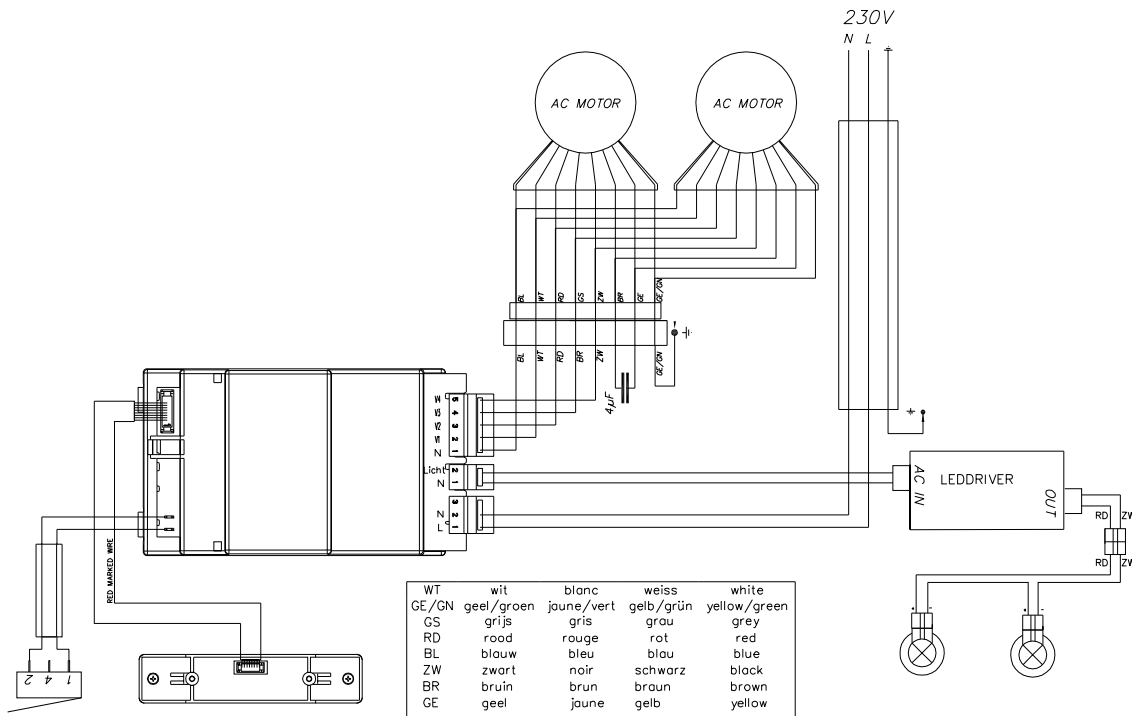 230V
N L
AC MOTOR
AC MOTOR
BL WT RD GS ZW BR GE GE/GN
BL WT RD BR ZW GE/GN
4µF
V4 5
V3 4
V2 3
V1 2
N 1
Licht 2
N 1
3
N 2
L 1
AC IN
LEDDRIVER
OUT
RD ZW
RD ZW
+ - + -
RED MARKED WIRE
2 4 1
WT wit blanc weiss white
GE/GN geel/groen jaune/vert gelb/grün yellow/green
GS grijs gris grau grey
RD rood rouge rot red
BL blauw bleu blau blue
ZW zwart noir schwarz black
BR bruin brun braun brown
GE geel jaune gelb yellow